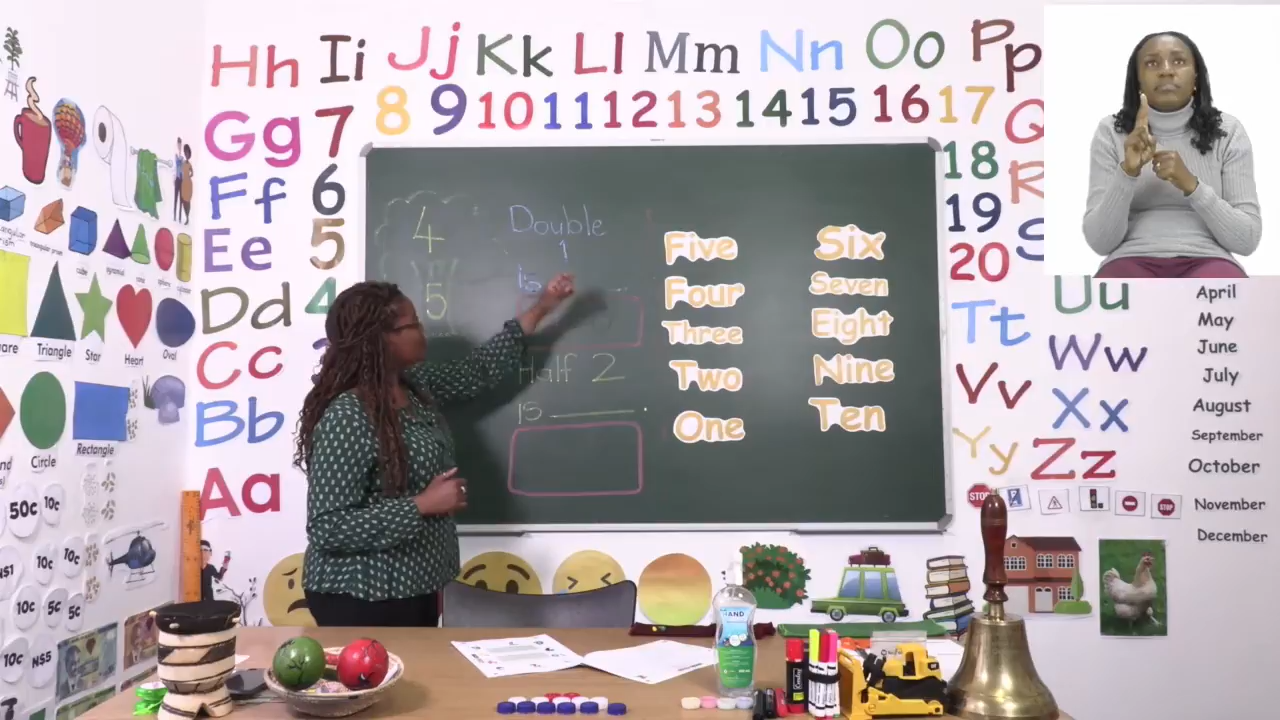 Hh Ii Jj Kk Ll Mm Nn Oo Pp
Gg 7 8 9 10 11 12 13 14 15 16 17
Ff 6 18
Ee 5 19
Dd 4 20
Cc
Bb
Aa
4
5
Double
1
is
Half 2
is
Five Six
Four Seven
Three Eight
Two Nine
One Ten
Tt Uu
Vv Ww
Xx
Yy Zz
April
May
June
July
August
September
October
November
December
Triangle
Star
Heart
Oval
Circle
Rectangle
cube
50c 10c
10c 10c
10c 5c 5c
10c N$5
STOP
STOP
HAND